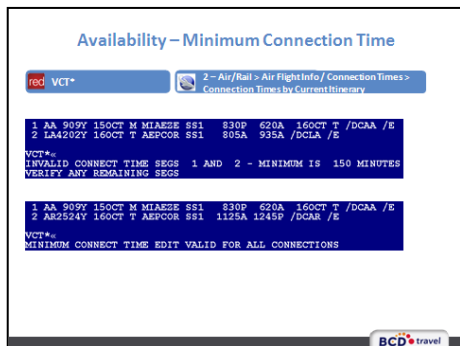 Availability – Minimum Connection Time
red VCT*
2 – Air/Rail > Air Flight Info / Connection Times >
Connection Times by Current Itinerary
1 AA 909Y 15OCT M MIAEZE SS1 830P 620A 16OCT T /DCAA /E
2 LA4202Y 16OCT T AEPCOR SS1 805A 935A /DCLA /E
VCT*«
INVALID CONNECT TIME SEGS 1 AND 2 - MINIMUM IS 150 MINUTES
VERIFY ANY REMAINING SEGS
1 AA 909Y 15OCT M MIAEZE SS1 830P 620A 16OCT T /DCAA /E
2 AR2524Y 16OCT T AEPCOR SS1 1125A 1245P /DCAR /E
VCT*«
MINIMUM CONNECT TIME EDIT VALID FOR ALL CONNECTIONS
BCD travel